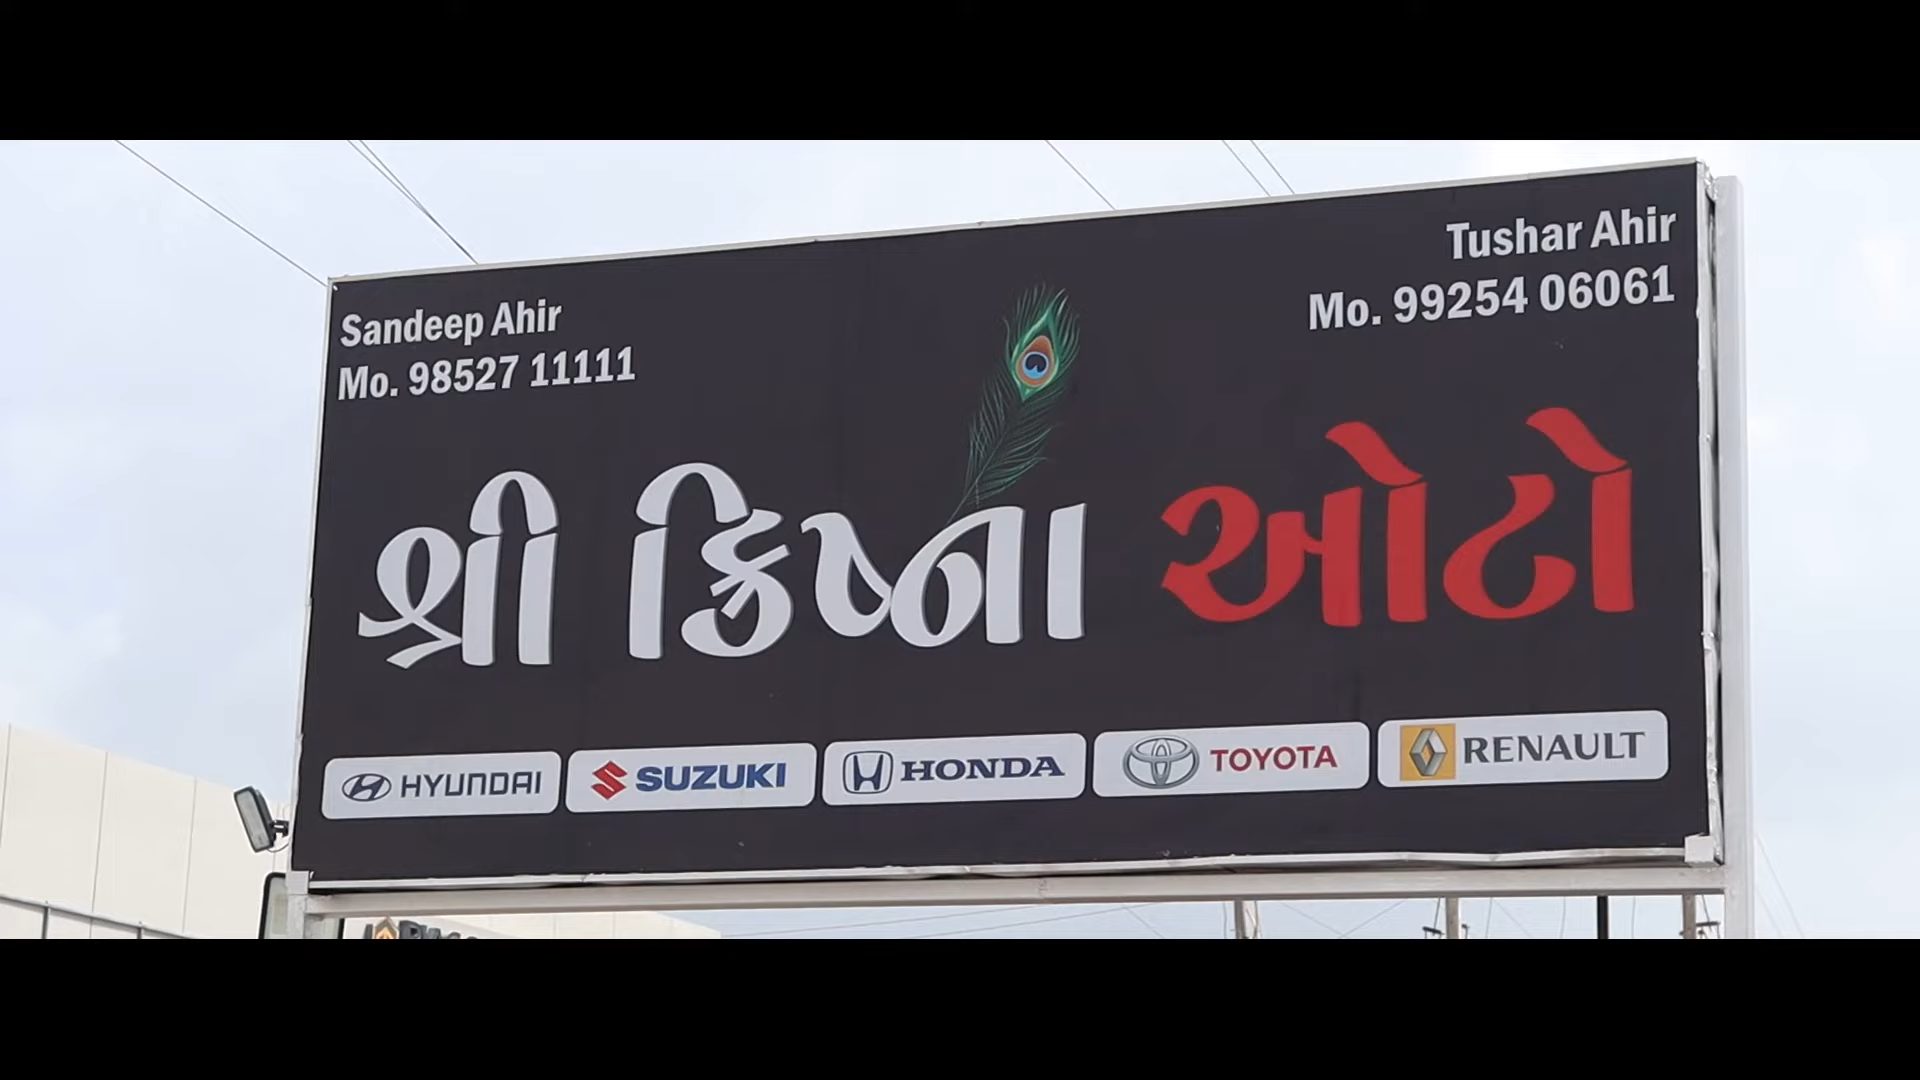 Sandeep Ahir
Mo. 98527 11111
Tushar Ahir
Mo. 99254 06061
શ્રી ક્રિષ્ના ઓટો
HYUNDAI SUZUKI HONDA TOYOTA RENAULT